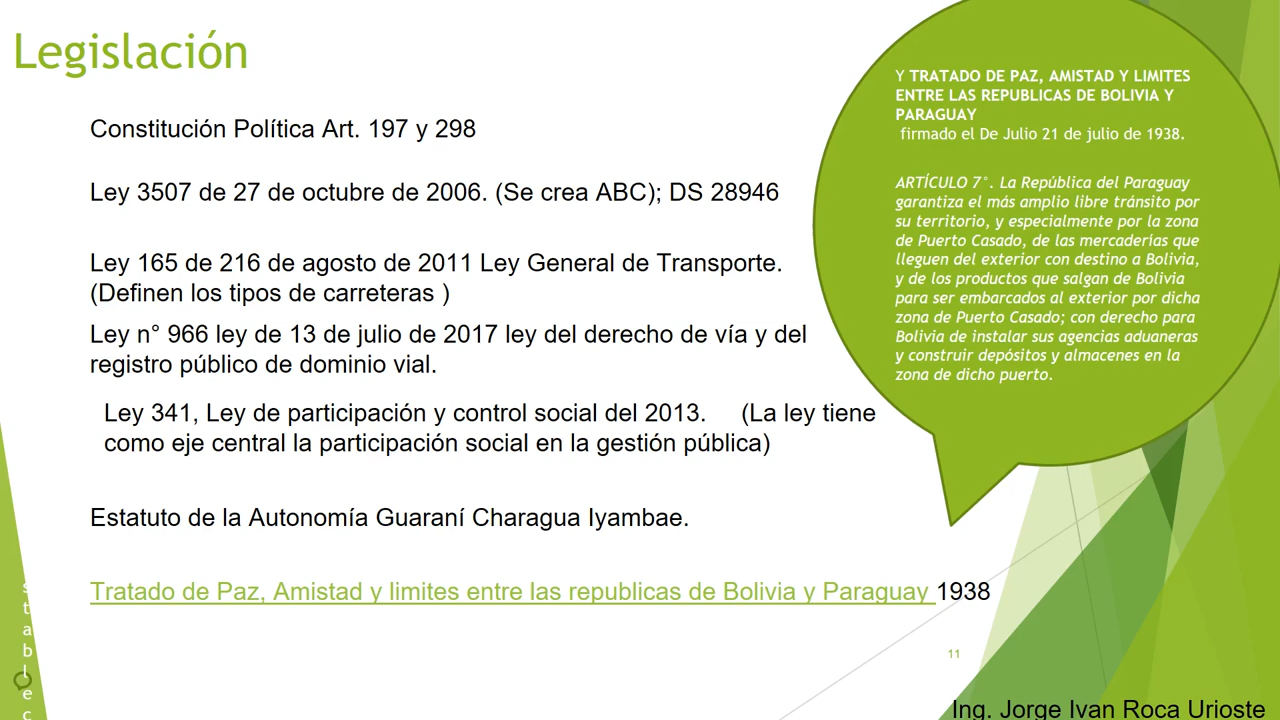 Legislación
Constitución Política Art. 197 y 298
Ley 3507 de 27 de octubre de 2006. (Se crea ABC); DS 28946
Ley 165 de 216 de agosto de 2011 Ley General de Transporte.
(Definen los tipos de carreteras )
Ley n° 966 ley de 13 de julio de 2017 ley del derecho de vía y del
registro público de dominio vial.
Ley 341, Ley de participación y control social del 2013. (La ley tiene
como eje central la participación social en la gestión pública)
Estatuto de la Autonomía Guaraní Charagua Iyambae.
Tratado de Paz, Amistad y limites entre las republicas de Bolivia y Paraguay 1938
Y TRATADO DE PAZ, AMISTAD Y LIMITES
ENTRE LAS REPUBLICAS DE BOLIVIA Y
PARAGUAY
firmado el De Julio 21 de julio de 1938.
ARTÍCULO 7°. La República del Paraguay
garantiza el más amplio libre tránsito por
su territorio, y especialmente por la zona
de Puerto Casado, de las mercaderías que
lleguen del exterior con destino a Bolivia,
y de los productos que salgan de Bolivia
para ser embarcados al exterior por dicha
zona de Puerto Casado; con derecho para
Bolivia de instalar sus agencias aduaneras
y construir depósitos y almacenes en la
zona de dicho puerto.
s
t
a
b
l
e
c
11
Ing. Jorge Ivan Roca Urioste